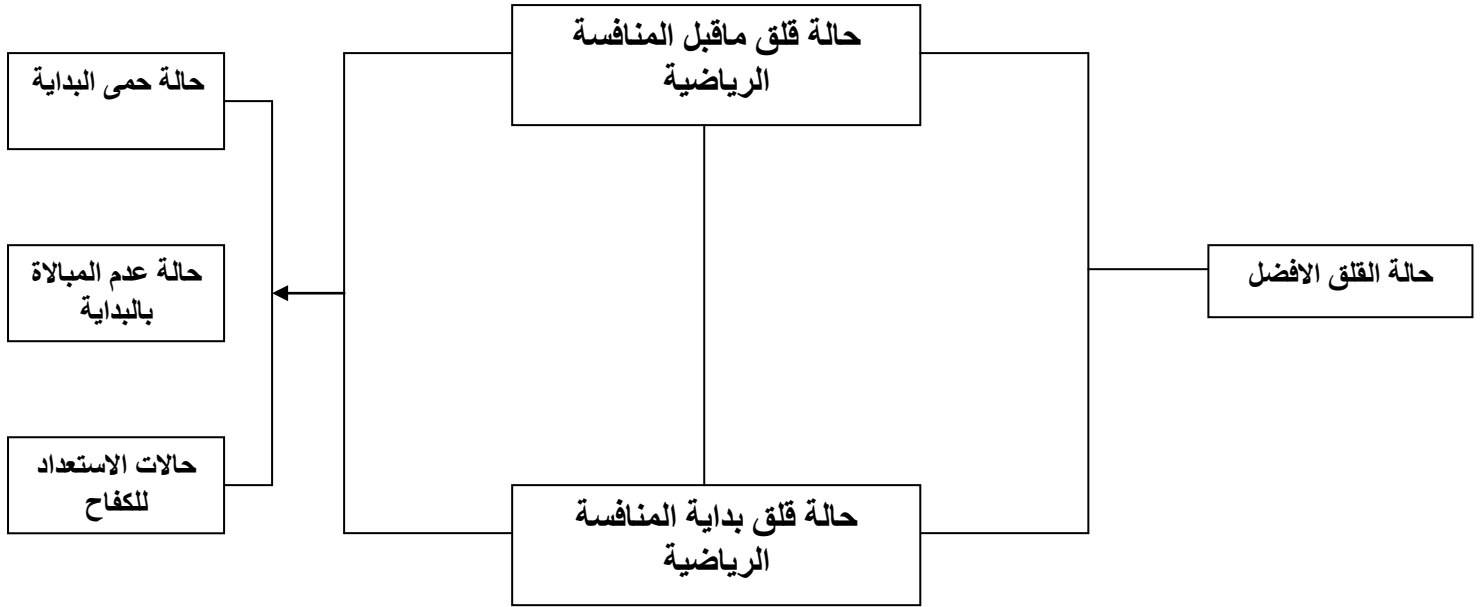 حالة قلق ماقبل المنافسة
الرياضية
حالة حمى البداية
حالة القلق الافضل
حالة عدم المبالاة
بالبداية
حالات الاستعداد
للكفاح
حالة قلق بداية المنافسة
الرياضية